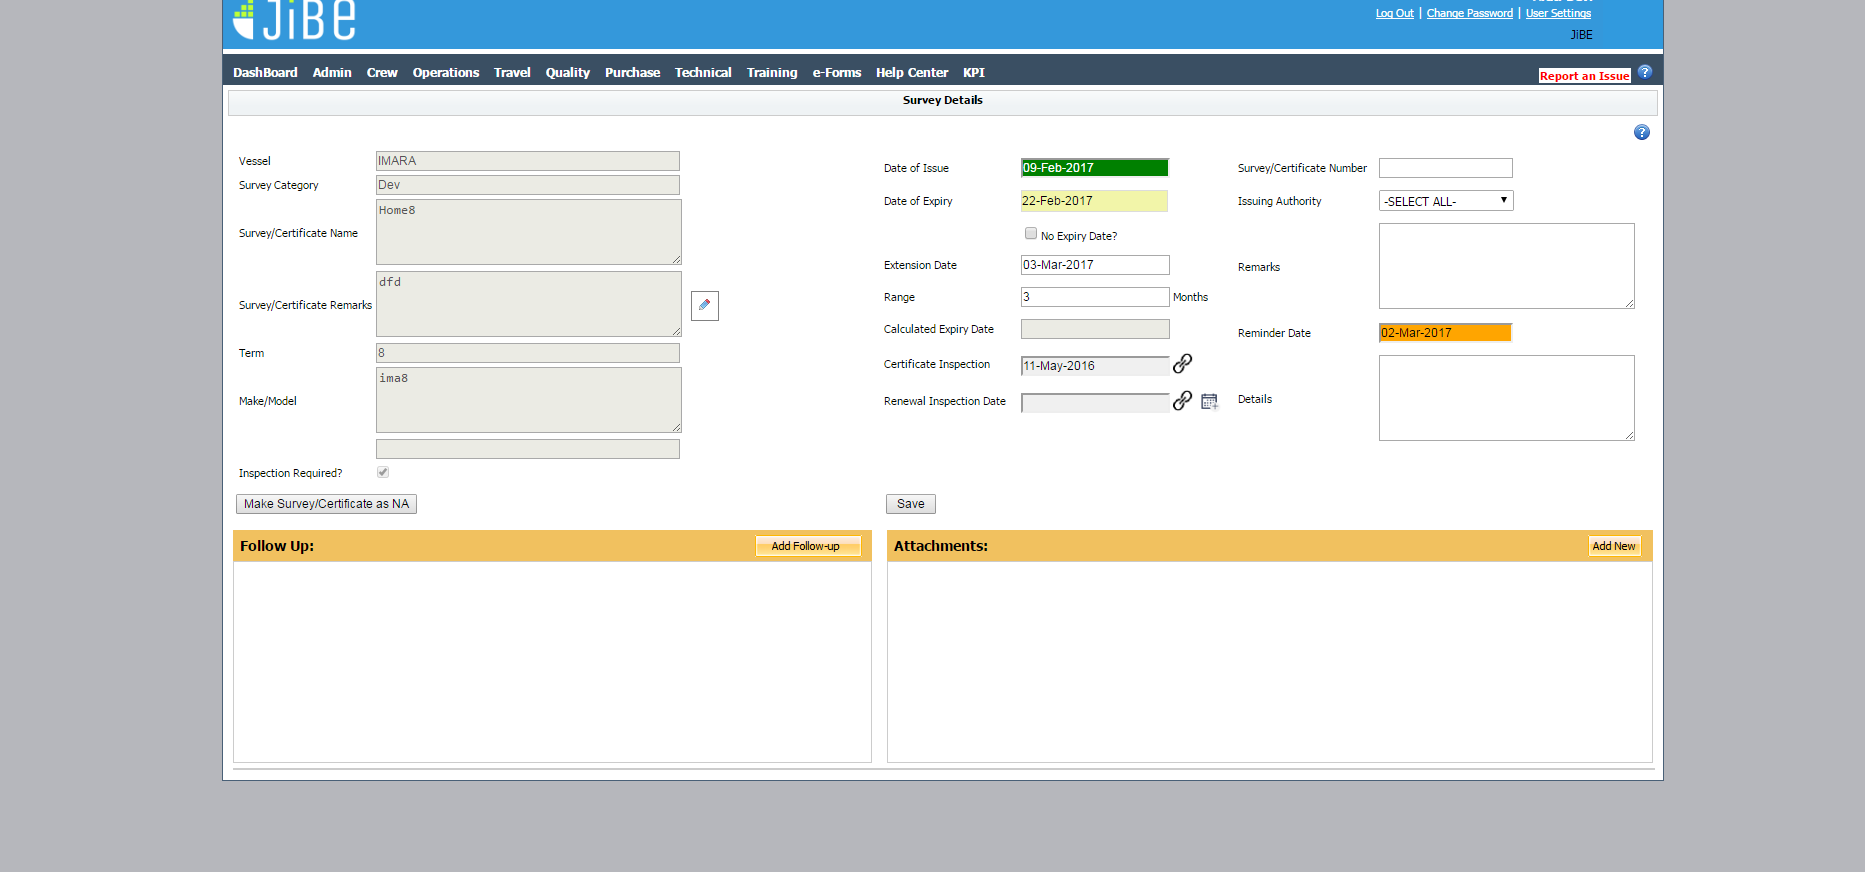 JiBE
Log Out | Change Password | User Settings
JiBE
DashBoard Admin Crew Operations Travel Quality Purchase Technical Training e-Forms Help Center KPI
Report an Issue ?
Survey Details
?
Vessel IMARA
Survey Category Dev
Survey/Certificate Name Home8
Survey/Certificate Remarks dfd
Term 8
Make/Model ima8
Inspection Required?
Make Survey/Certificate as NA
Date of Issue 09-Feb-2017
Date of Expiry 22-Feb-2017
No Expiry Date?
Extension Date 03-Mar-2017
Range 3 Months
Calculated Expiry Date
Certificate Inspection 11-May-2016
Renewal Inspection Date
Save
Survey/Certificate Number
Issuing Authority -SELECT ALL-
Remarks
Reminder Date 02-Mar-2017
Details
Follow Up: Add Follow-up
Attachments: Add New